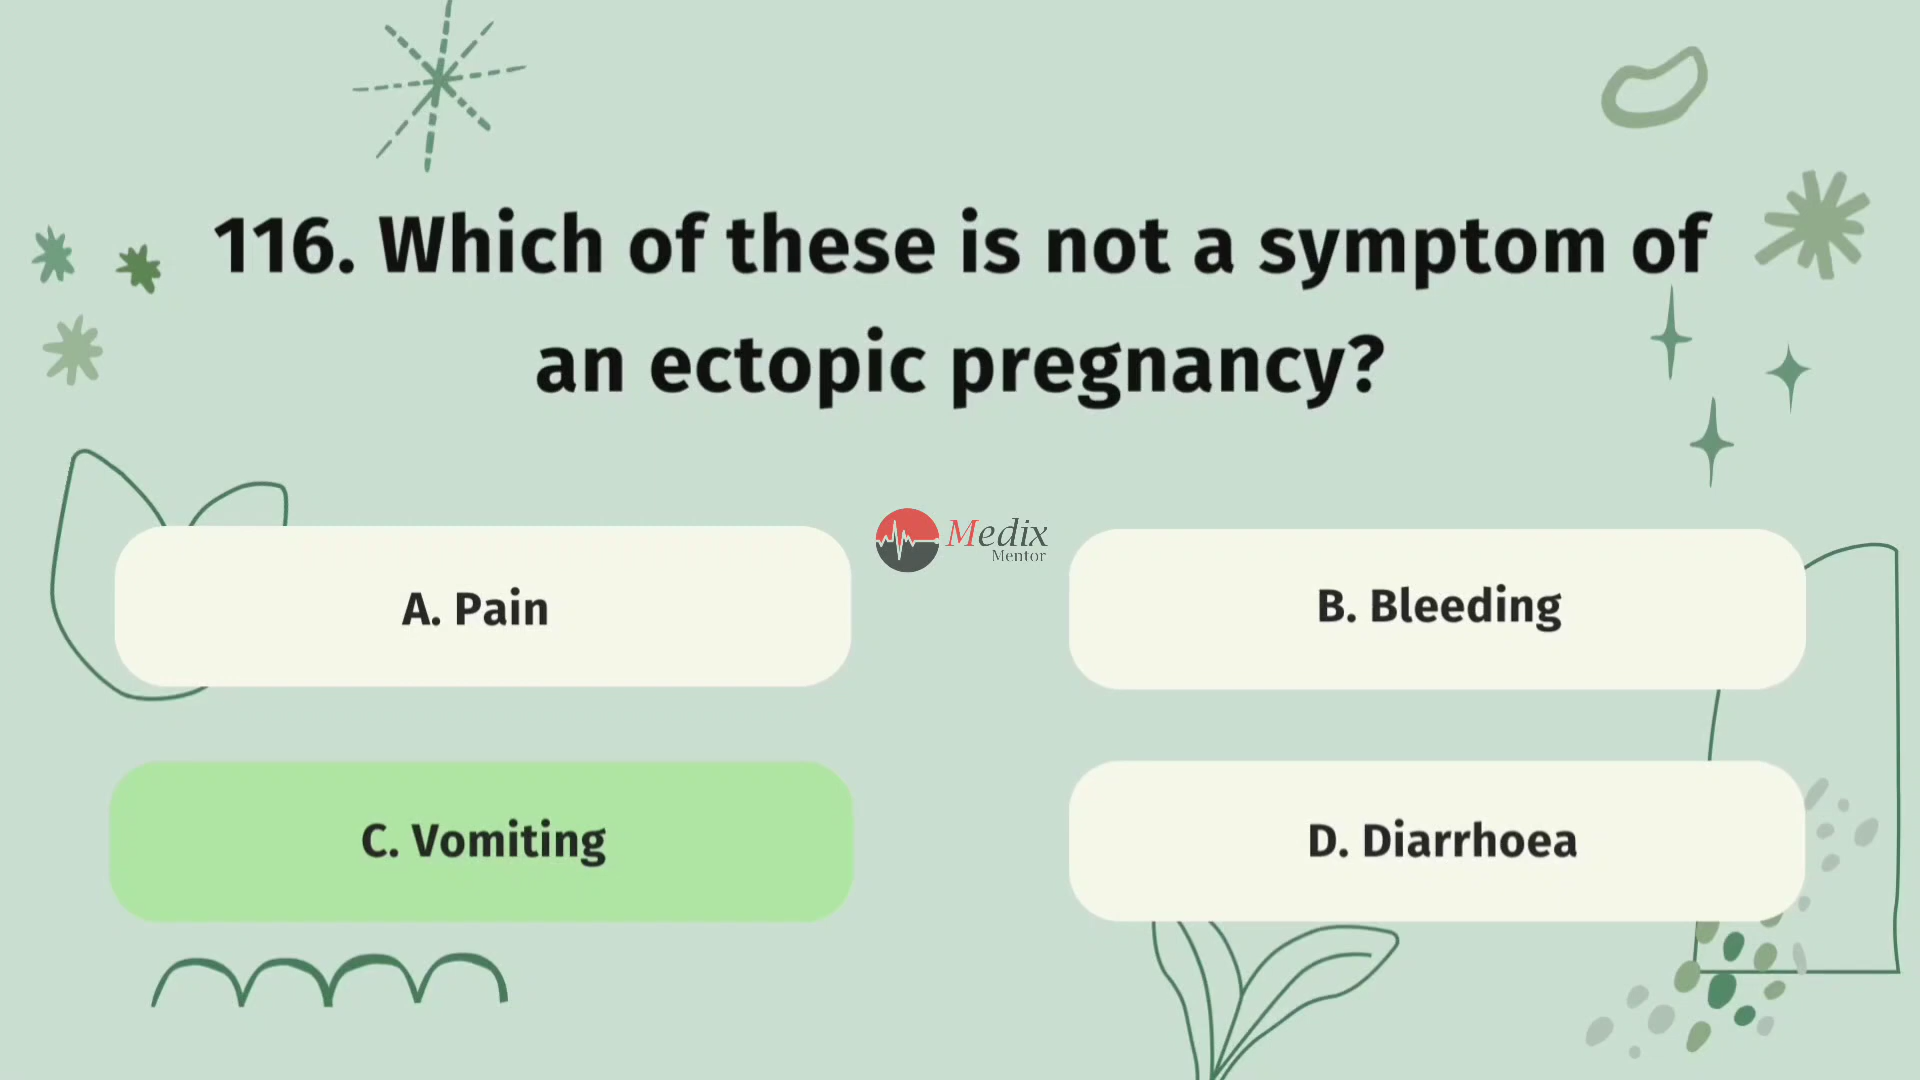 116. Which of these is not a symptom of
an ectopic pregnancy?
Medix
Mentor
A. Pain
B. Bleeding
C. Vomiting
D. Diarrhoea